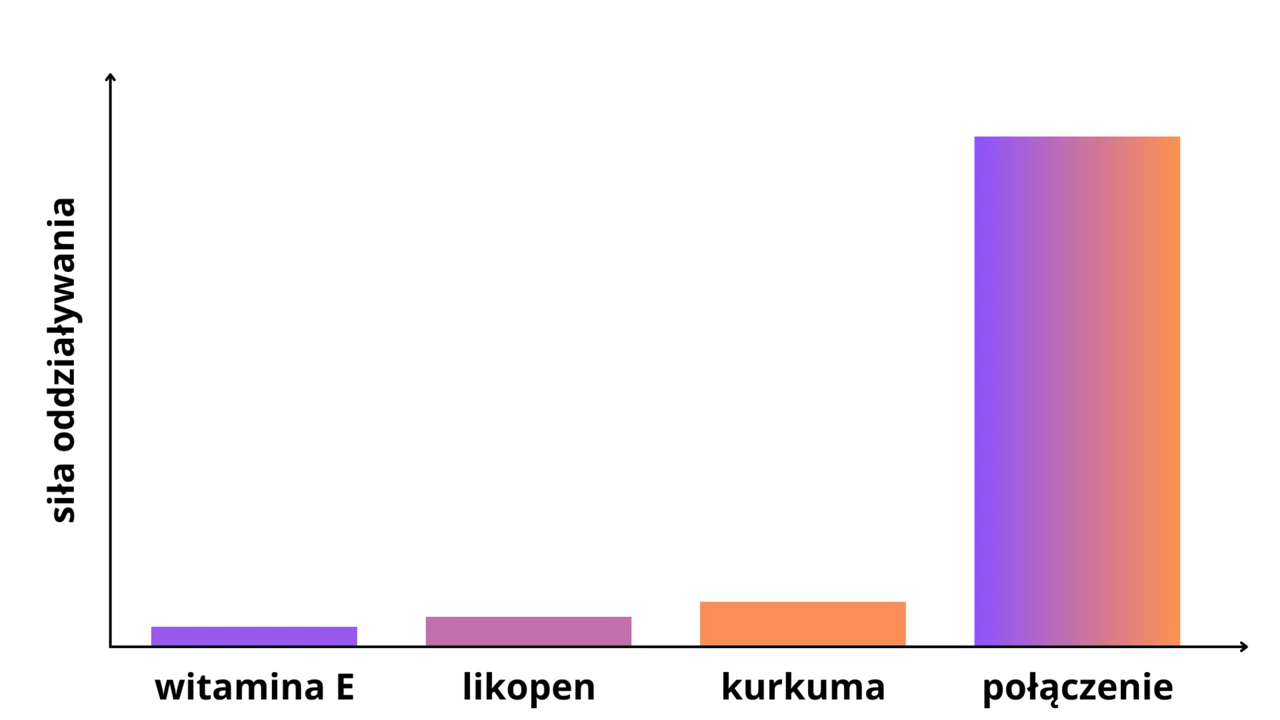 siła oddziaływania
witamina E
likopen
kurkuma
połączenie